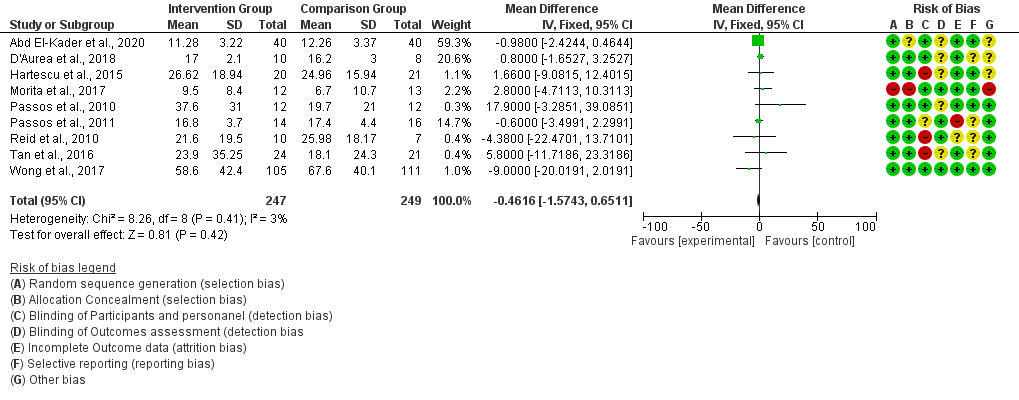 Intervention Group Comparison Group Mean Difference Mean Difference Risk of Bias
Study or Subgroup Mean SD Total Mean SD Total Weight IV, Fixed, 95% CI IV, Fixed, 95% CI A B C D E F G
Abd El-Kader et al., 2020 11.28 3.22 40 12.26 3.37 40 59.3% -0.9800 [-2.4244, 0.4644] + ? + ? + ? ?
D'Aurea et al., 2018 17 2.1 10 16.2 3 8 20.6% 0.8000 [-1.6527, 3.2527] + + + + + + +
Hartescu et al., 2015 26.62 18.94 20 24.96 15.94 21 1.1% 1.6600 [-9.0815, 12.4015] + + - ? + ? ?
Morita et al., 2017 9.5 8.4 12 6.7 10.7 13 2.2% 2.8000 [-4.7113, 10.3113] - - + + + + -
Passos et al., 2010 37.6 31 12 19.7 21 12 0.3% 17.9000 [-3.2851, 39.0851] + + + ? + + +
Passos et al., 2011 16.8 3.7 14 17.4 4.4 16 14.7% -0.6000 [-3.4991, 2.2991] + + ? + - ? +
Reid et al., 2010 21.6 19.5 10 25.98 18.17 7 0.4% -4.3800 [-22.4701, 13.7101] + + - + ? ? +
Tan et al., 2016 23.9 35.25 24 18.1 24.3 21 0.4% 5.8000 [-11.7186, 23.3186] + + - ? + ? +
Wong et al., 2017 58.6 42.4 105 67.6 40.1 111 1.0% -9.0000 [-20.0191, 2.0191] + + + + + + +
Total (95% CI) 247 249 100.0% -0.4616 [-1.5743, 0.6511]
Heterogeneity: Chi² = 8.26, df = 8 (P = 0.41); I² = 3%
Test for overall effect: Z = 0.81 (P = 0.42)
-100 -50 0 50 100
Favours [experimental] Favours [control]
Risk of bias legend
(A) Random sequence generation (selection bias)
(B) Allocation Concealment (selection bias)
(C) Blinding of Participants and personanel (detection bias)
(D) Blinding of Outcomes assessment (detection bias
(E) Incomplete Outcome data (attrition bias)
(F) Selective reporting (reporting bias)
(G) Other bias